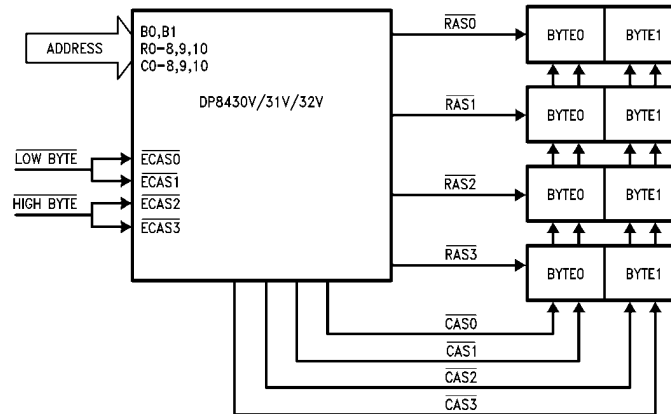 B0,B1
R0-8,9,10
C0-8,9,10
ADDRESS
DP8430V/31V/32V
LOW BYTE
HIGH BYTE
ECAS0
ECAS1
ECAS2
ECAS3
RAS0
BYTE0 BYTE1
RAS1
BYTE0 BYTE1
RAS2
BYTE0 BYTE1
RAS3
BYTE0 BYTE1
CAS0
CAS1
CAS2
CAS3